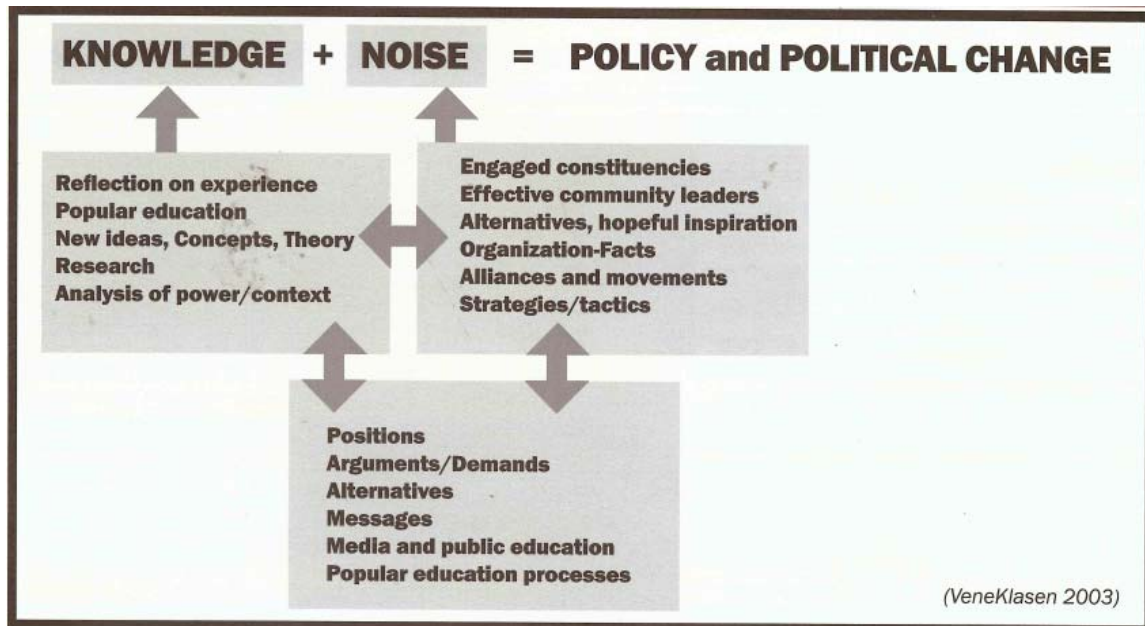 KNOWLEDGE + NOISE = POLICY and POLITICAL CHANGE
Reflection on experience
Popular education
New ideas, Concepts, Theory
Research
Analysis of power/context
Engaged constituencies
Effective community leaders
Alternatives, hopeful inspiration
Organization-Facts
Alliances and movements
Strategies/tactics
Positions
Arguments/Demands
Alternatives
Messages
Media and public education
Popular education processes
(VeneKlasen 2003)